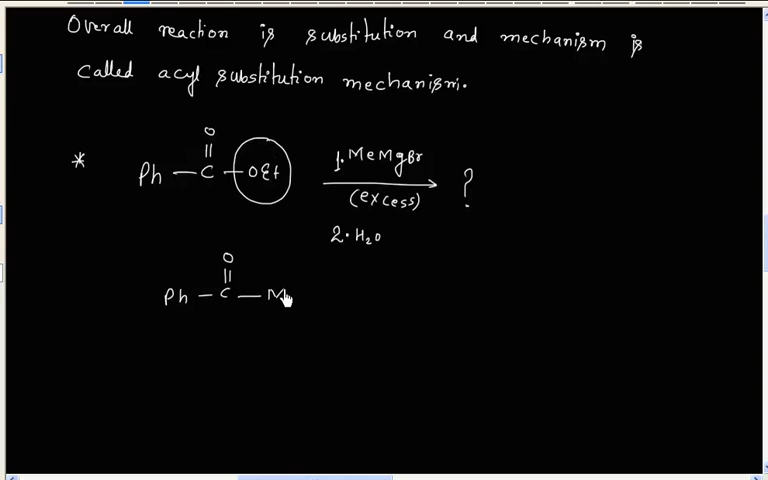 Overall reaction is substitution and mechanism is
called acyl substitution mechanism.
O
||
* Ph — C — OEt 1. MeMgBr ?
(excess)
2. H₂O
O
||
Ph — C — M